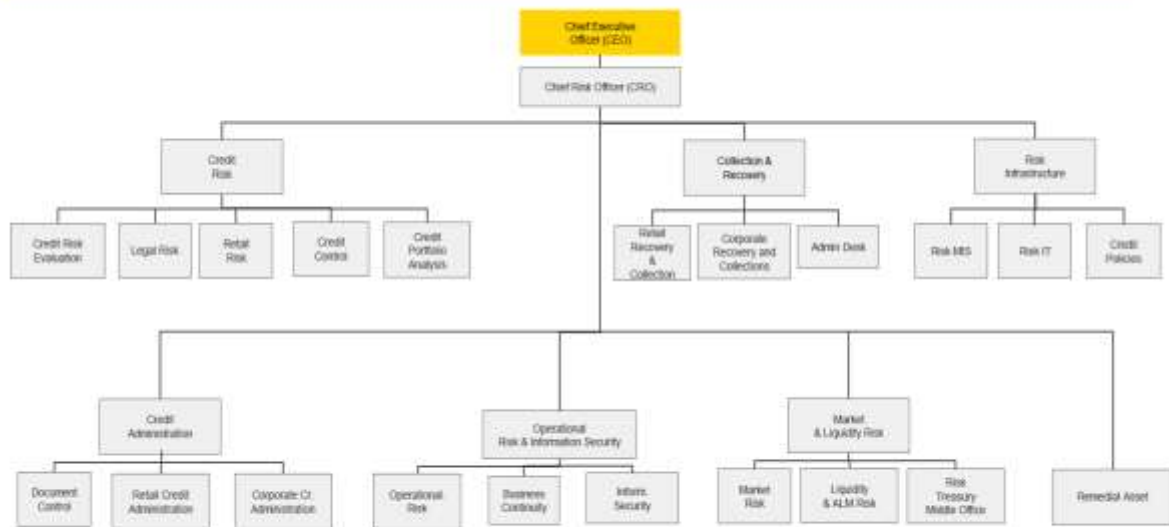 Chief Executive
Officer (CEO)
Chief Risk Officer (CRO)
Credit
Risk
Collection &
Recovery
Risk
Infrastructure
Credit Risk
Evaluation
Legal Risk
Retail
Risk
Credit
Control
Credit
Portfolio
Analysis
Retail
Recovery
&
Collection
Corporate
Recovery and
Collections
Admin Desk
Risk MIS
Risk IT
Credit
Policies
Credit
Administration
Operational
Risk & Information Security
Market
& Liquidity Risk
Document
Control
Retail Credit
Administration
Corporate Cr.
Administration
Operational
Risk
Business
Continuity
Inform.
Security
Market
Risk
Liquidity
& ALM Risk
Risk
Treasury
Middle Office
Remedial Asset